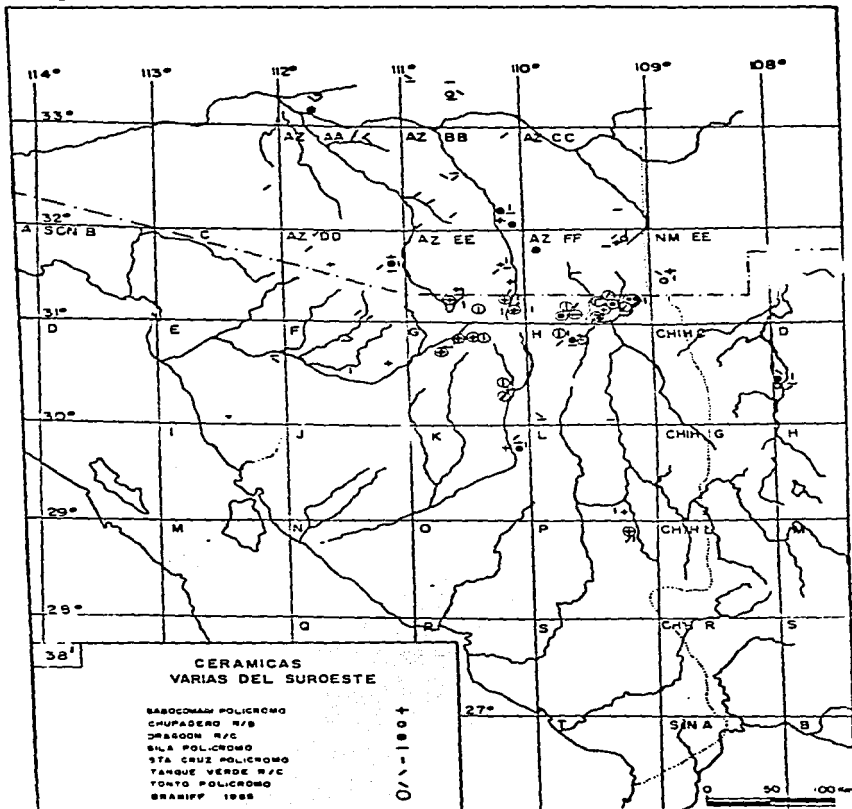 114° 113° 112° 111° 110° 109° 108°
33°
AZ AA AZ BB AZ CC
32°
A SON B C AZ DD AZ EE AZ FF NM EE
31°
D E F G H CHIH C D
30°
I J K L CHIH G H
29°
M N O P CHIH L M
28°
Q R S CHIH R S
38'
CERAMICAS
VARIAS DEL SUROESTE
BABOCOMARI POLICROMO
CHUPADERO N/B
DRAGOON R/C
GILA POLICROMO
STA CRUZ POLICROMO
TANQUE VERDE R/C
TONTO POLICROMO
BRANIFF 1985
27°
T SIN A B
0 50 100